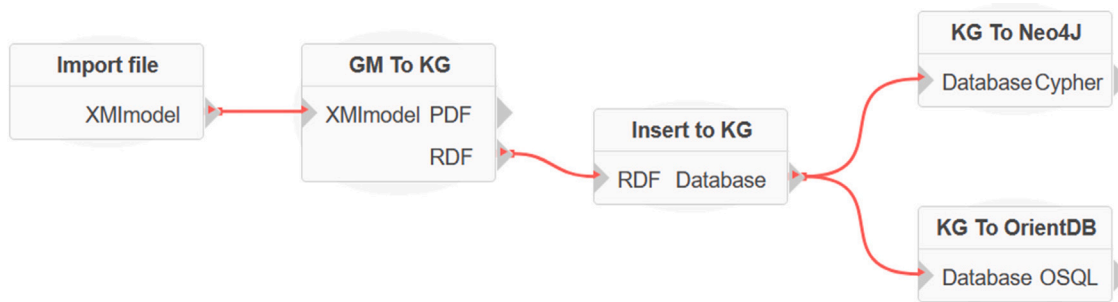 Import file
XMImodel
GM To KG
XMImodel PDF
RDF
Insert to KG
RDF Database
KG To Neo4J
Database Cypher
KG To OrientDB
Database OSQL